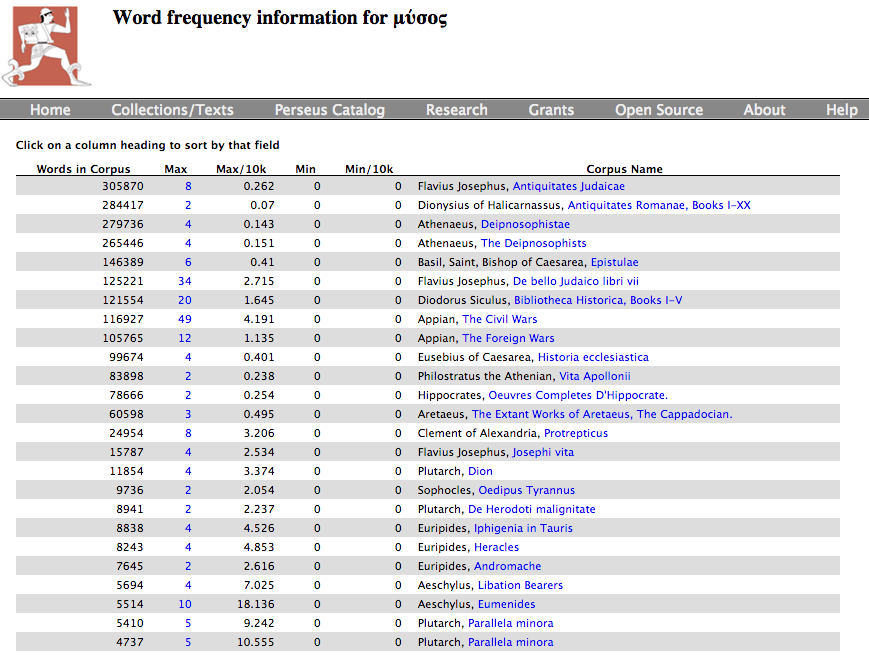 Word frequency information for μύσος
Home Collections/Texts Perseus Catalog Research Grants Open Source About Help
Click on a column heading to sort by that field
Words in Corpus Max Max/10k Min Min/10k Corpus Name
305870 8 0.262 0 0 Flavius Josephus, Antiquitates Judaicae
284417 2 0.07 0 0 Dionysius of Halicarnassus, Antiquitates Romanae, Books I-XX
279736 4 0.143 0 0 Athenaeus, Deipnosophistae
265446 4 0.151 0 0 Athenaeus, The Deipnosophists
146389 6 0.41 0 0 Basil, Saint, Bishop of Caesarea, Epistulae
125221 34 2.715 0 0 Flavius Josephus, De bello Judaico libri vii
121554 20 1.645 0 0 Diodorus Siculus, Bibliotheca Historica, Books I-V
116927 49 4.191 0 0 Appian, The Civil Wars
105765 12 1.135 0 0 Appian, The Foreign Wars
99674 4 0.401 0 0 Eusebius of Caesarea, Historia ecclesiastica
83898 2 0.238 0 0 Philostratus the Athenian, Vita Apollonii
78666 2 0.254 0 0 Hippocrates, Oeuvres Completes D'Hippocrate.
60598 3 0.495 0 0 Aretaeus, The Extant Works of Aretaeus, The Cappadocian.
24954 8 3.206 0 0 Clement of Alexandria, Protrepticus
15787 4 2.534 0 0 Flavius Josephus, Josephi vita
11854 4 3.374 0 0 Plutarch, Dion
9736 2 2.054 0 0 Sophocles, Oedipus Tyrannus
8941 2 2.237 0 0 Plutarch, De Herodoti malignitate
8838 4 4.526 0 0 Euripides, Iphigenia in Tauris
8243 4 4.853 0 0 Euripides, Heracles
7645 2 2.616 0 0 Euripides, Andromache
5694 4 7.025 0 0 Aeschylus, Libation Bearers
5514 10 18.136 0 0 Aeschylus, Eumenides
5410 5 9.242 0 0 Plutarch, Parallela minora
4737 5 10.555 0 0 Plutarch, Parallela minora